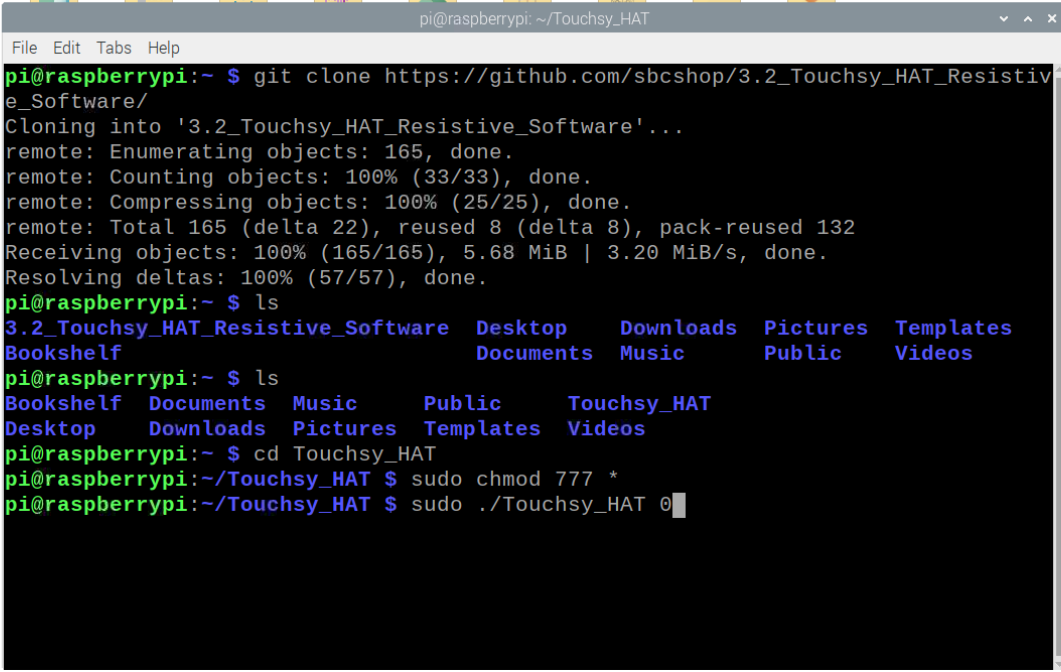 pi@raspberrypi: ~/Touchsy_HAT
File Edit Tabs Help
pi@raspberrypi:~ $ git clone https://github.com/sbcshop/3.2_Touchsy_HAT_Resistiv
e_Software/
Cloning into '3.2_Touchsy_HAT_Resistive_Software'...
remote: Enumerating objects: 165, done.
remote: Counting objects: 100% (33/33), done.
remote: Compressing objects: 100% (25/25), done.
remote: Total 165 (delta 22), reused 8 (delta 8), pack-reused 132
Receiving objects: 100% (165/165), 5.68 MiB | 3.20 MiB/s, done.
Resolving deltas: 100% (57/57), done.
pi@raspberrypi:~ $ ls
3.2_Touchsy_HAT_Resistive_Software  Desktop    Downloads  Pictures  Templates
Bookshelf                           Documents  Music      Public    Videos
pi@raspberrypi:~ $ ls
Bookshelf  Documents  Music     Public     Touchsy_HAT
Desktop    Downloads  Pictures  Templates  Videos
pi@raspberrypi:~ $ cd Touchsy_HAT
pi@raspberrypi:~/Touchsy_HAT $ sudo chmod 777 *
pi@raspberrypi:~/Touchsy_HAT $ sudo ./Touchsy_HAT 0